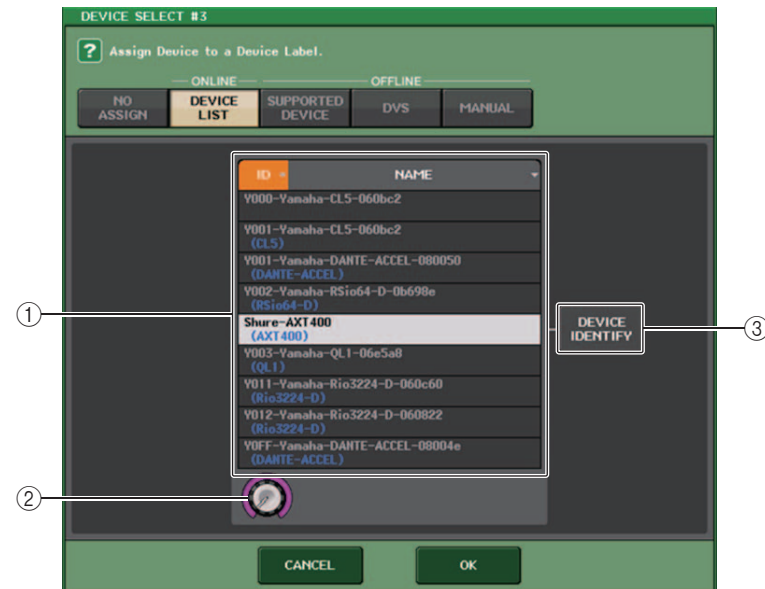 DEVICE SELECT #3
? Assign Device to a Device Label.
ONLINE OFFLINE
NO ASSIGN
DEVICE LIST
SUPPORTED DEVICE
DVS
MANUAL
ID NAME
Y000-Yamaha-CL5-060bc2
Y001-Yamaha-CL5-060bc2
(CL5)
Y001-Yamaha-DANTE-ACCEL-080050
(DANTE-ACCEL)
Y002-Yamaha-RSio64-D-0b698e
(RSio64-D)
Shure-AXT400
(AXT400)
Y003-Yamaha-QL1-06e5a8
(QL1)
Y011-Yamaha-Rio3224-D-060c60
(Rio3224-D)
Y012-Yamaha-Rio3224-D-060822
(Rio3224-D)
Y0FF-Yamaha-DANTE-ACCEL-08004e
(DANTE-ACCEL)
DEVICE
IDENTIFY
①
③
②
CANCEL OK